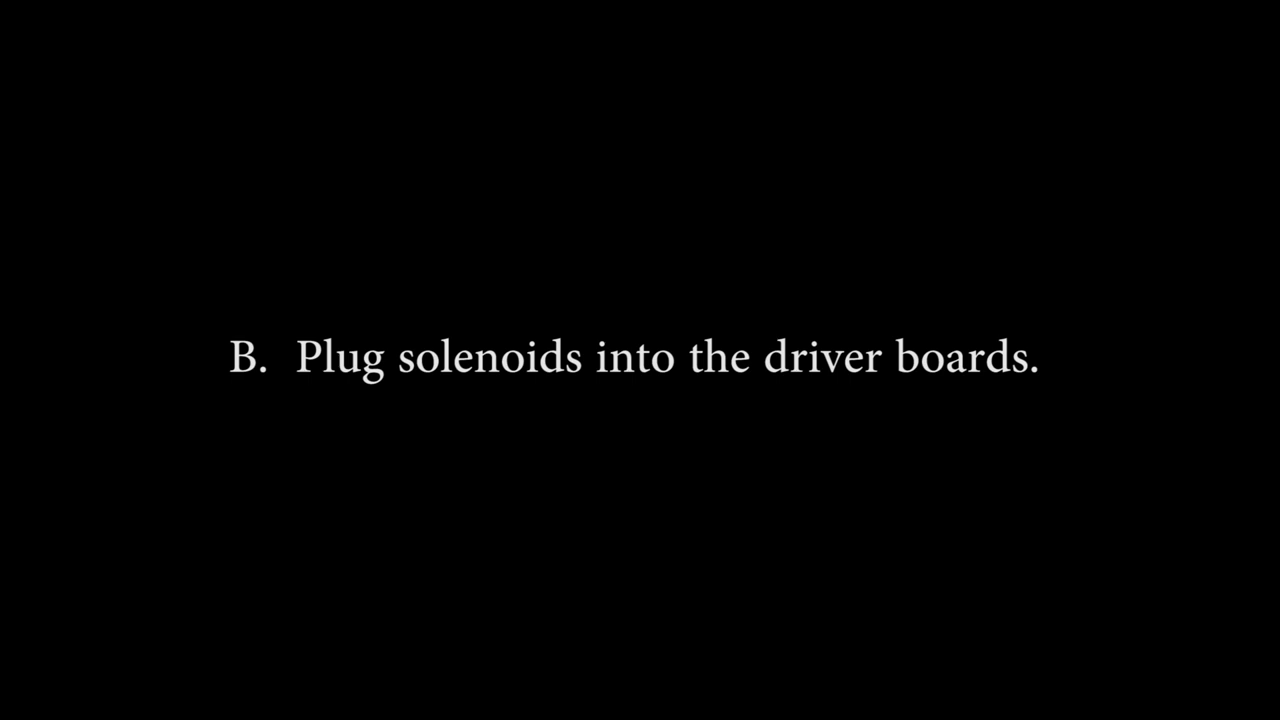 B. Plug solenoids into the driver boards.